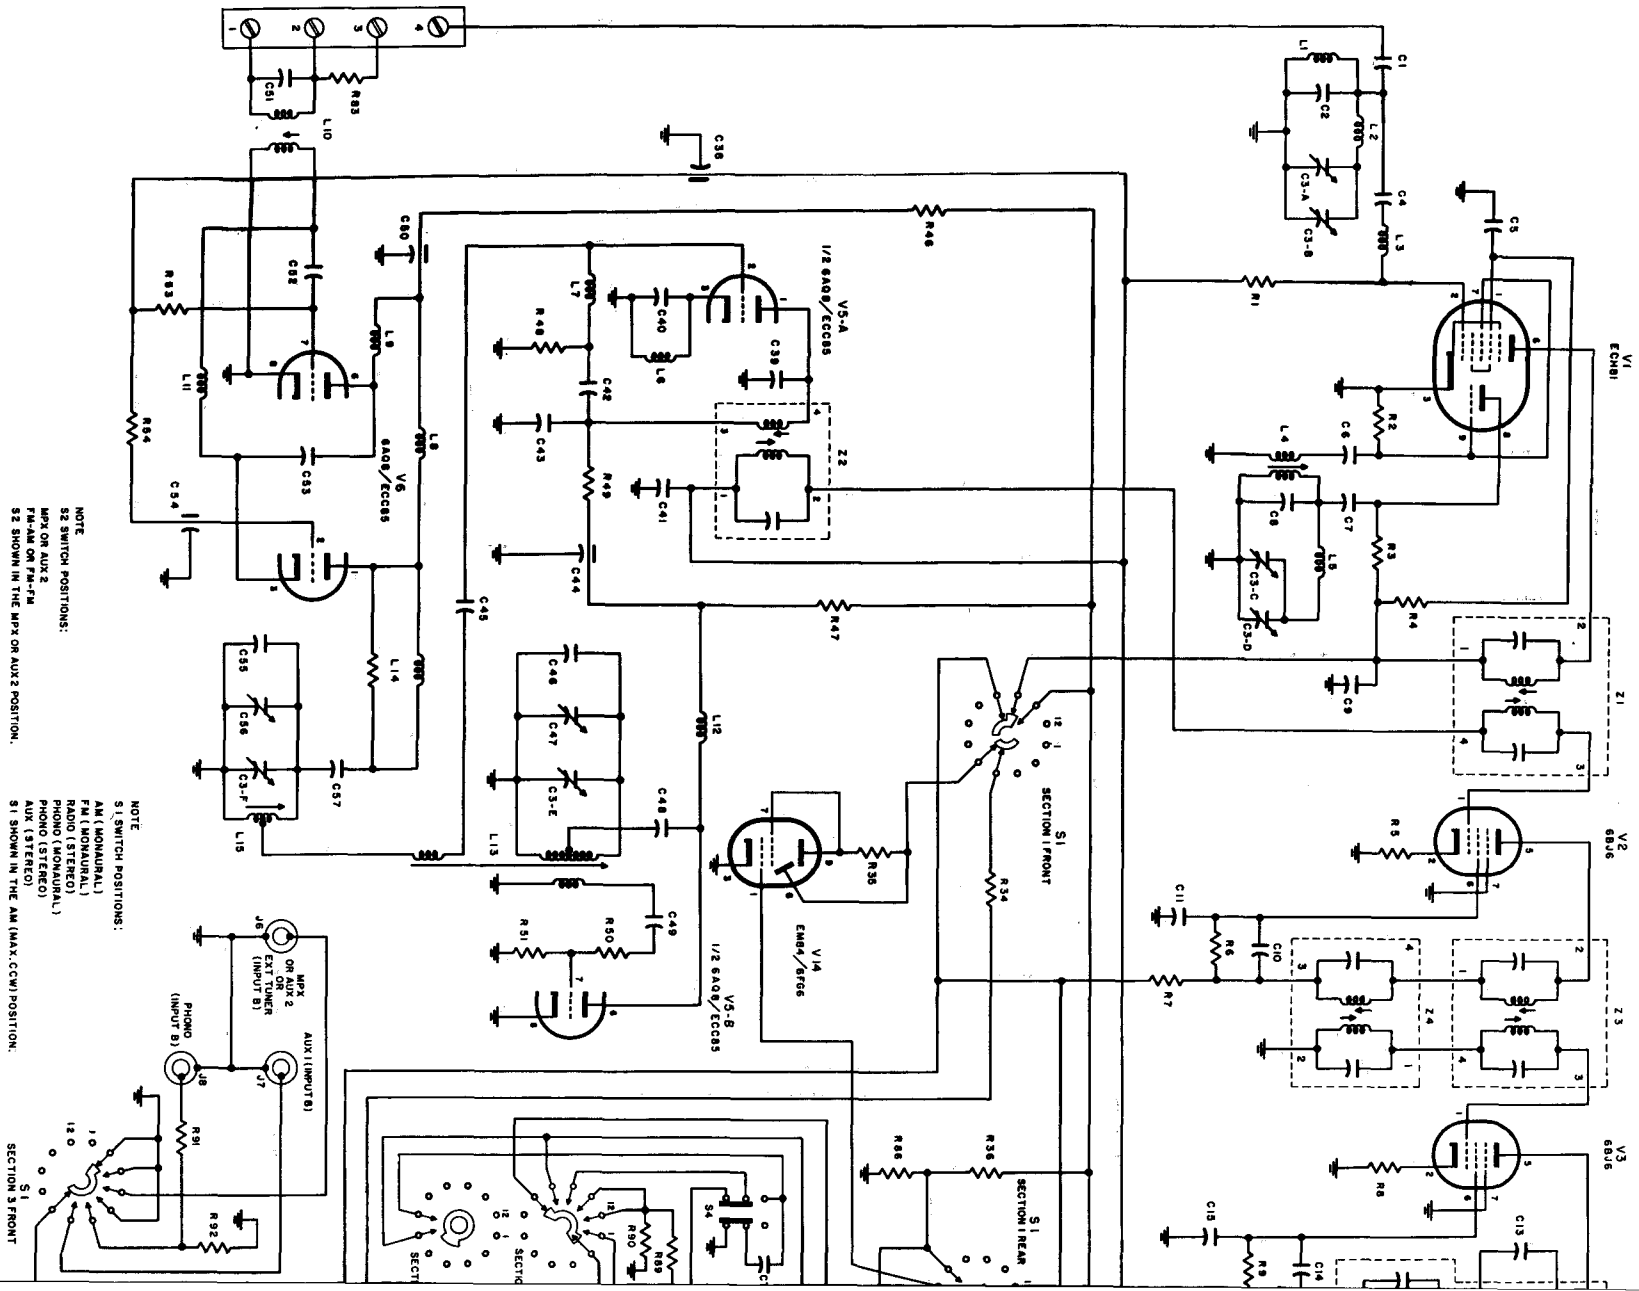 V1
ECH81
V2
6BJ6
V3
6BJ6
Z1
Z3
Z4
Z2
C1
L1
C2
L2
C3-A
C3-B
C4
L3
C5
R1
R2
C6
L4
C8
C7
L5
C3-C
C3-D
R3
R4
C9
R5
C11
R6
C10
R7
R8
C15
R9
C14
C13
1
2
3
4
C51
R83
L10
C36
R46
V5-A
1/2 6AQ8/ECC85
L7
R48
C40
L6
C39
C42
C43
R49
C41
C44
R47
C45
C52
L9
L11
C53
L8
V6
6AQ8/ECC85
C54
L14
C55
C56
C3-F
C57
L15
C46
C47
C3-E
C48
L13
L12
C49
R50
R51
V5-B
1/2 6AQ8/ECC85
V14
EM84/6FG6
R35
R34
S1
SECTION 1 FRONT
12
1
R86
R36
S1
SECTION 1 REAR
S4
R90
R89
NOTE
S2 SWITCH POSITIONS:
MPX OR AUX 2
FM-AM OR FM-FM
S2 SHOWN IN THE MPX OR AUX 2 POSITION.
NOTE
S1 SWITCH POSITIONS:
AM (MONAURAL)
FM (MONAURAL)
RADIO (STEREO)
PHONO (MONAURAL)
PHONO (STEREO)
AUX (STEREO)
S1 SHOWN IN THE AM (MAX.CCW) POSITION.
J6
MPX
OR AUX 2
OR
EXT TUNER
(INPUT B)
AUX 1 (INPUT B)
J7
PHONO
(INPUT B)
J8
R91
R92
12
1
S1
SECTION 3 FRONT